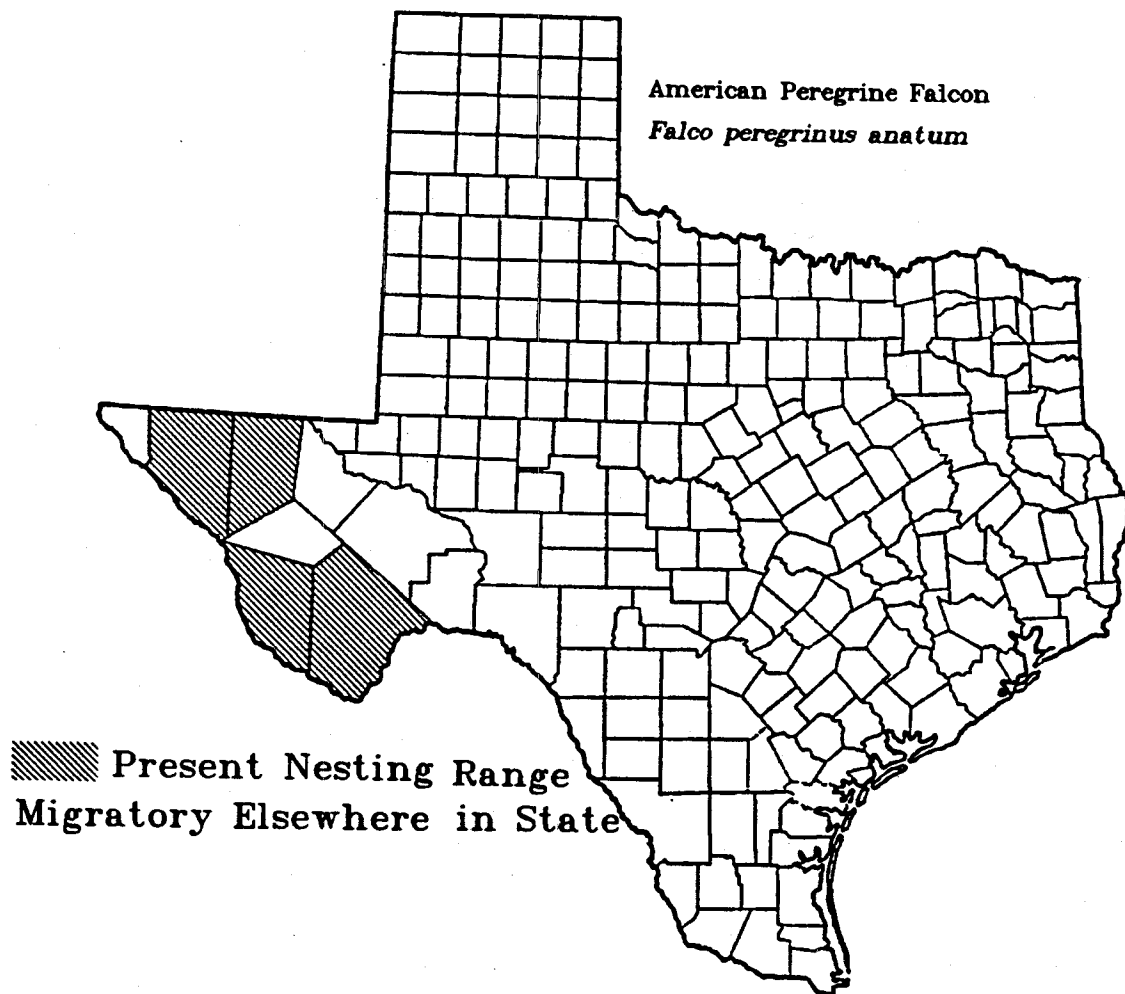 American Peregrine Falcon
Falco peregrinus anatum
Present Nesting Range
Migratory Elsewhere in State